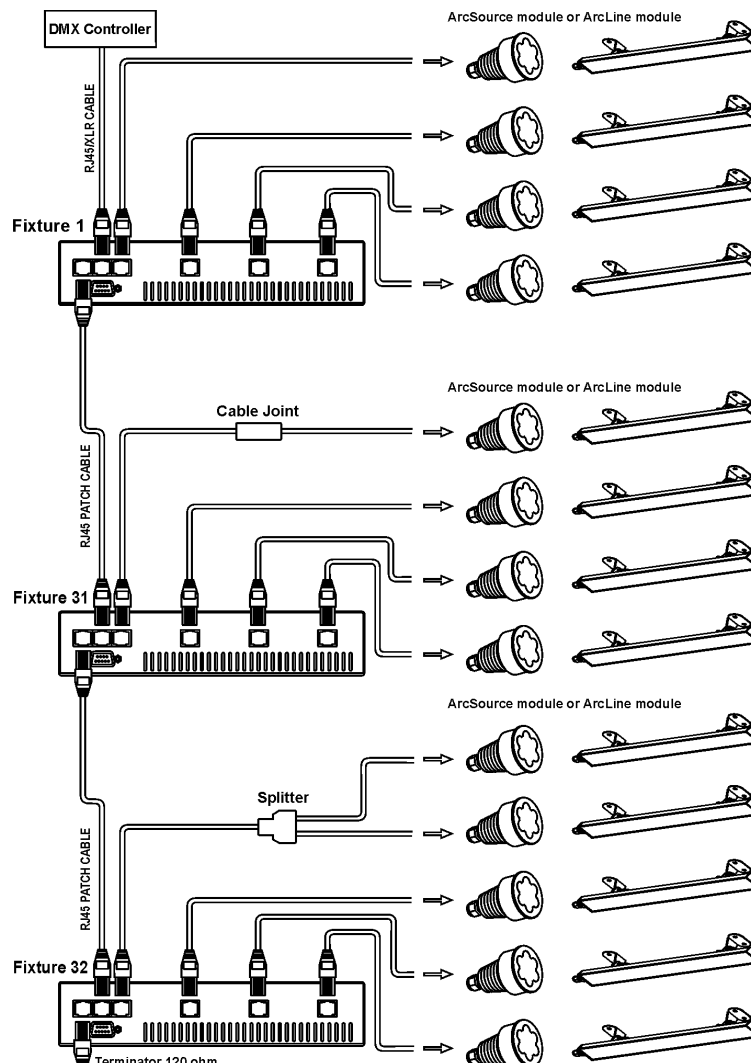 ArcSource module or ArcLine module
DMX Controller
RJ45/XLR CABLE
Fixture 1
ArcSource module or ArcLine module
Cable Joint
RJ45 PATCH CABLE
Fixture 31
ArcSource module or ArcLine module
Splitter
RJ45 PATCH CABLE
Fixture 32
Terminator 120 ohm